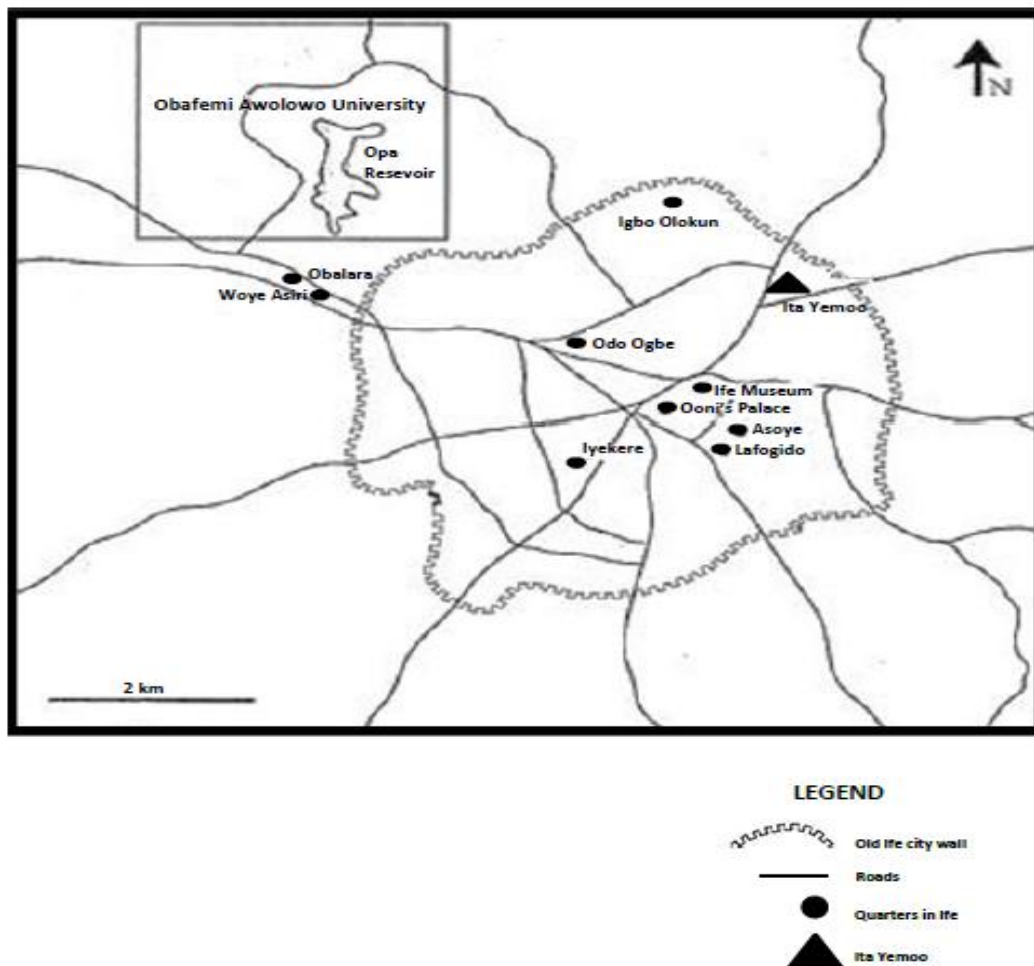 Obafemi Awolowo University
Opa
Resevoir
N
Igbo Olokun
Obalara
Woye Asiri
Ita Yemoo
Odo Ogbe
Ife Museum
Ooni's Palace
Asoye
Lafogido
Iyekere
2 km
LEGEND
Old Ife city wall
Roads
Quarters in Ife
Ita Yemoo